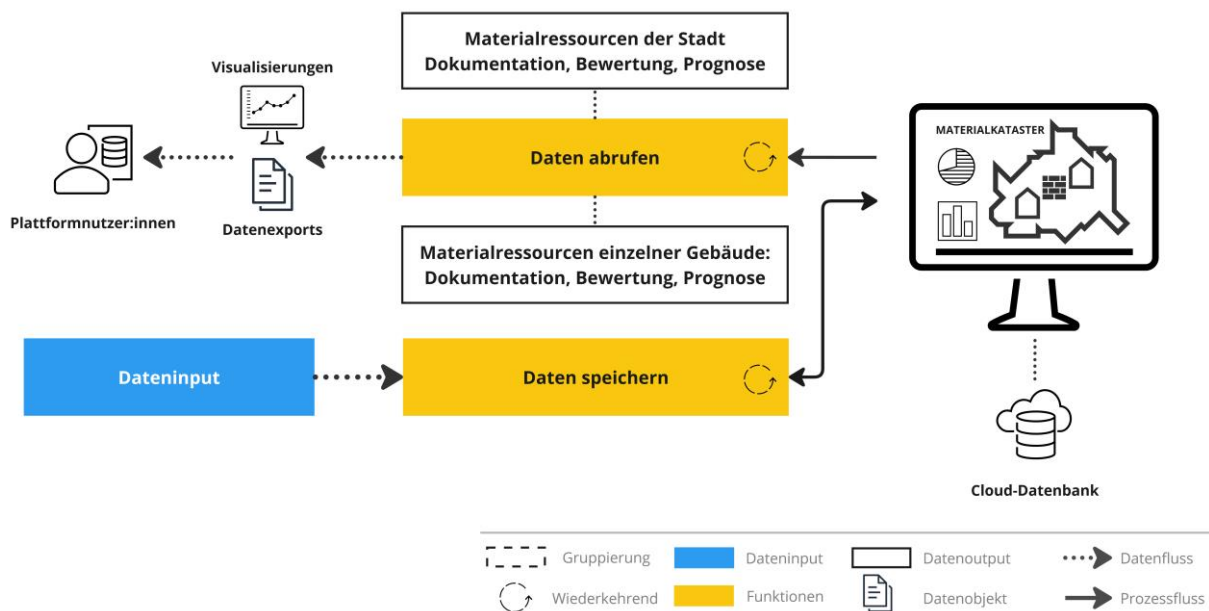 Materialressourcen der Stadt
Dokumentation, Bewertung, Prognose
Visualisierungen
MATERIALKATASTER
Daten abrufen
Plattformnutzer:innen
Datenexports
Materialressourcen einzelner Gebäude:
Dokumentation, Bewertung, Prognose
Dateninput
Daten speichern
Cloud-Datenbank
Gruppierung
Dateninput
Datenoutput
Datenfluss
Wiederkehrend
Funktionen
Datenobjekt
Prozessfluss